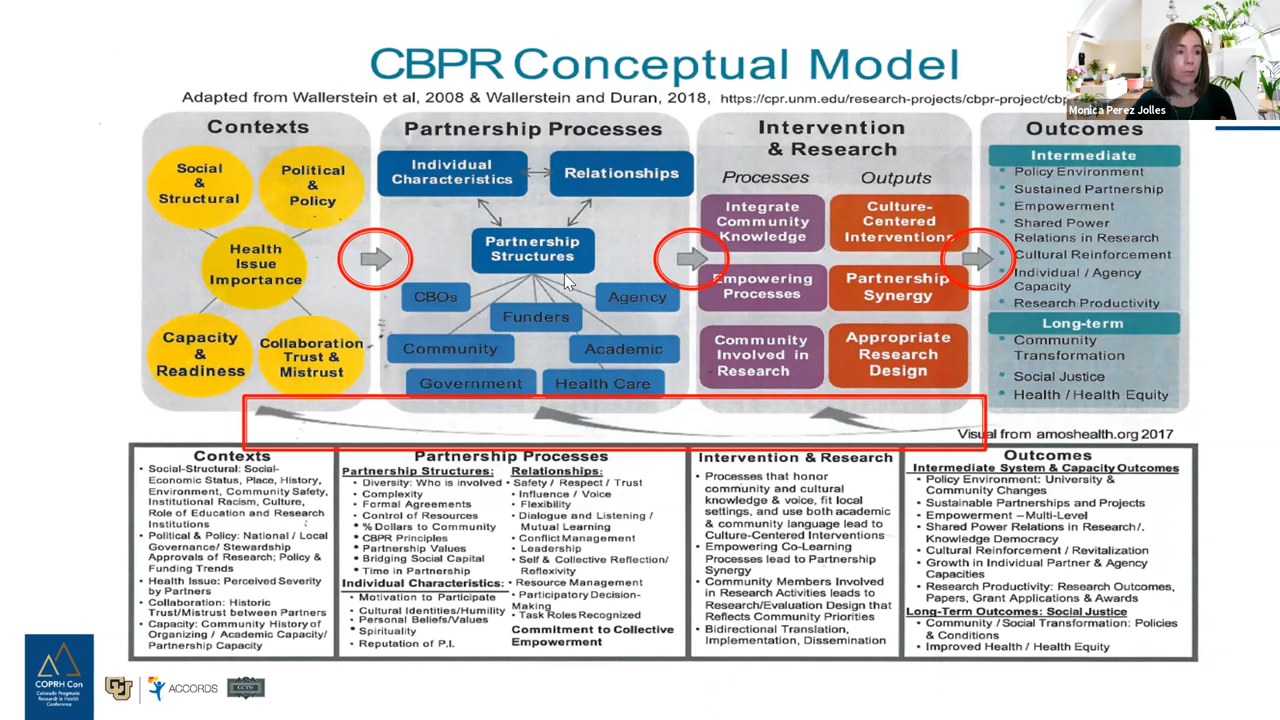 CBPR Conceptual Model
Adapted from Wallerstein et al, 2008 & Wallerstein and Duran, 2018, https://cpr.unm.edu/research-projects/cbpr-project/cbp
Monica Perez Jolles
Contexts
Social
&
Structural
Political
&
Policy
Health
Issue
Importance
Capacity
&
Readiness
Collaboration
Trust &
Mistrust
Partnership Processes
Individual
Characteristics
Relationships
Partnership
Structures
CBOs
Agency
Funders
Community
Academic
Government
Health Care
Intervention
& Research
Processes
Outputs
Integrate
Community
Knowledge
Culture-
Centered
Interventions
Empowering
Processes
Partnership
Synergy
Community
Involved in
Research
Appropriate
Research
Design
Outcomes
Intermediate
• Policy Environment
• Sustained Partnership
• Empowerment
• Shared Power
Relations in Research
• Cultural Reinforcement
• Individual / Agency
Capacity
• Research Productivity
Long-term
• Community
Transformation
• Social Justice
• Health / Health Equity
Visual from amoshealth.org 2017
Contexts
• Social-Structural: Social-
Economic Status, Place, History,
Environment, Community Safety,
Institutional Racism, Culture,
Role of Education and Research
Institutions
• Political & Policy: National / Local
Governance/ Stewardship
Approvals of Research; Policy &
Funding Trends
• Health Issue: Perceived Severity
by Partners
• Collaboration: Historic
Trust/Mistrust between Partners
• Capacity: Community History of
Organizing / Academic Capacity/
Partnership Capacity
Partnership Processes
Partnership Structures:
• Diversity: Who is involved
• Complexity
• Formal Agreements
• Control of Resources
• % Dollars to Community
• CBPR Principles
• Partnership Values
• Bridging Social Capital
• Time in Partnership
Individual Characteristics:
• Motivation to Participate
• Cultural Identities/Humility
• Personal Beliefs/Values
• Spirituality
• Reputation of P.I.
Relationships:
• Safety / Respect / Trust
• Influence / Voice
• Flexibility
• Dialogue and Listening /
Mutual Learning
• Conflict Management
• Leadership
• Self & Collective Reflection/
Reflexivity
• Resource Management
• Participatory Decision-
Making
• Task Roles Recognized
Commitment to Collective
Empowerment
Intervention & Research
• Processes that honor
community and cultural
knowledge & voice, fit local
settings, and use both academic
& community language lead to
Culture-Centered Interventions
• Empowering Co-Learning
Processes lead to Partnership
Synergy
• Community Members Involved
in Research Activities leads to
Research/Evaluation Design that
Reflects Community Priorities
• Bidirectional Translation,
Implementation, Dissemination
Outcomes
Intermediate System & Capacity Outcomes
• Policy Environment: University &
Community Changes
• Sustainable Partnerships and Projects
• Empowerment – Multi-Level
• Shared Power Relations in Research/.
Knowledge Democracy
• Cultural Reinforcement / Revitalization
• Growth in Individual Partner & Agency
Capacities
• Research Productivity: Research Outcomes,
Papers, Grant Applications & Awards
Long-Term Outcomes: Social Justice
• Community / Social Transformation: Policies
& Conditions
• Improved Health / Health Equity
COPRH Con
Colorado Pragmatic
Research in Health
Conference
CU
ACCORDS